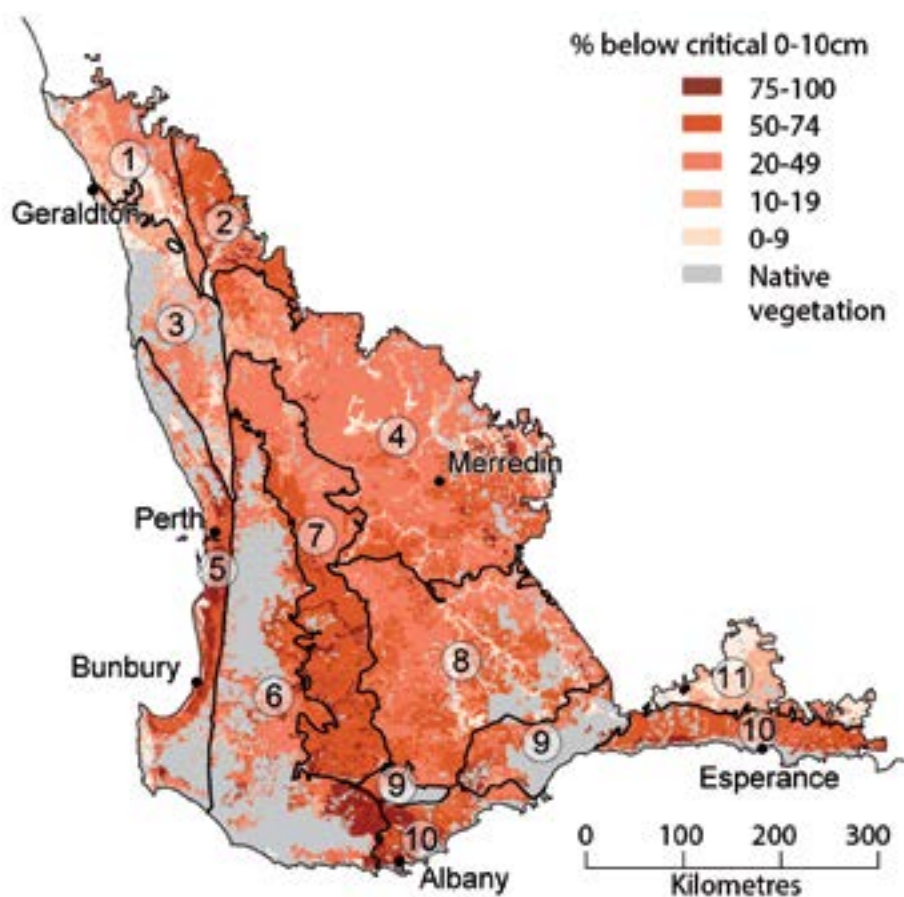 % below critical 0-10cm
75-100
50-74
20-49
10-19
0-9
Native
vegetation
1
Geraldton
2
3
4
Merredin
Perth
7
5
Bunbury
8
6
11
9
10
9
Esperance
10
Albany
0 100 200 300
Kilometres